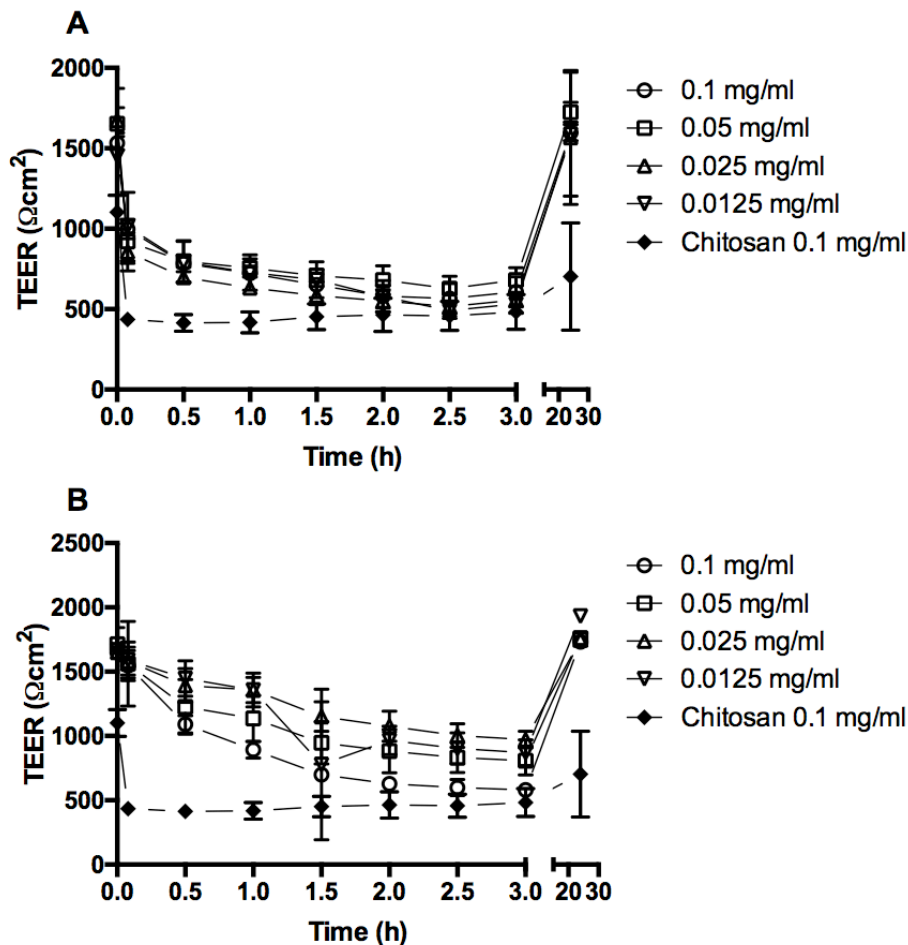 A
TEER (Ωcm²)
2000
1500
1000
500
0
0.0 0.5 1.0 1.5 2.0 2.5 3.0 20 30
Time (h)
0.1 mg/ml
0.05 mg/ml
0.025 mg/ml
0.0125 mg/ml
Chitosan 0.1 mg/ml
B
TEER (Ωcm²)
2500
2000
1500
1000
500
0
0.0 0.5 1.0 1.5 2.0 2.5 3.0 20 30
Time (h)
0.1 mg/ml
0.05 mg/ml
0.025 mg/ml
0.0125 mg/ml
Chitosan 0.1 mg/ml